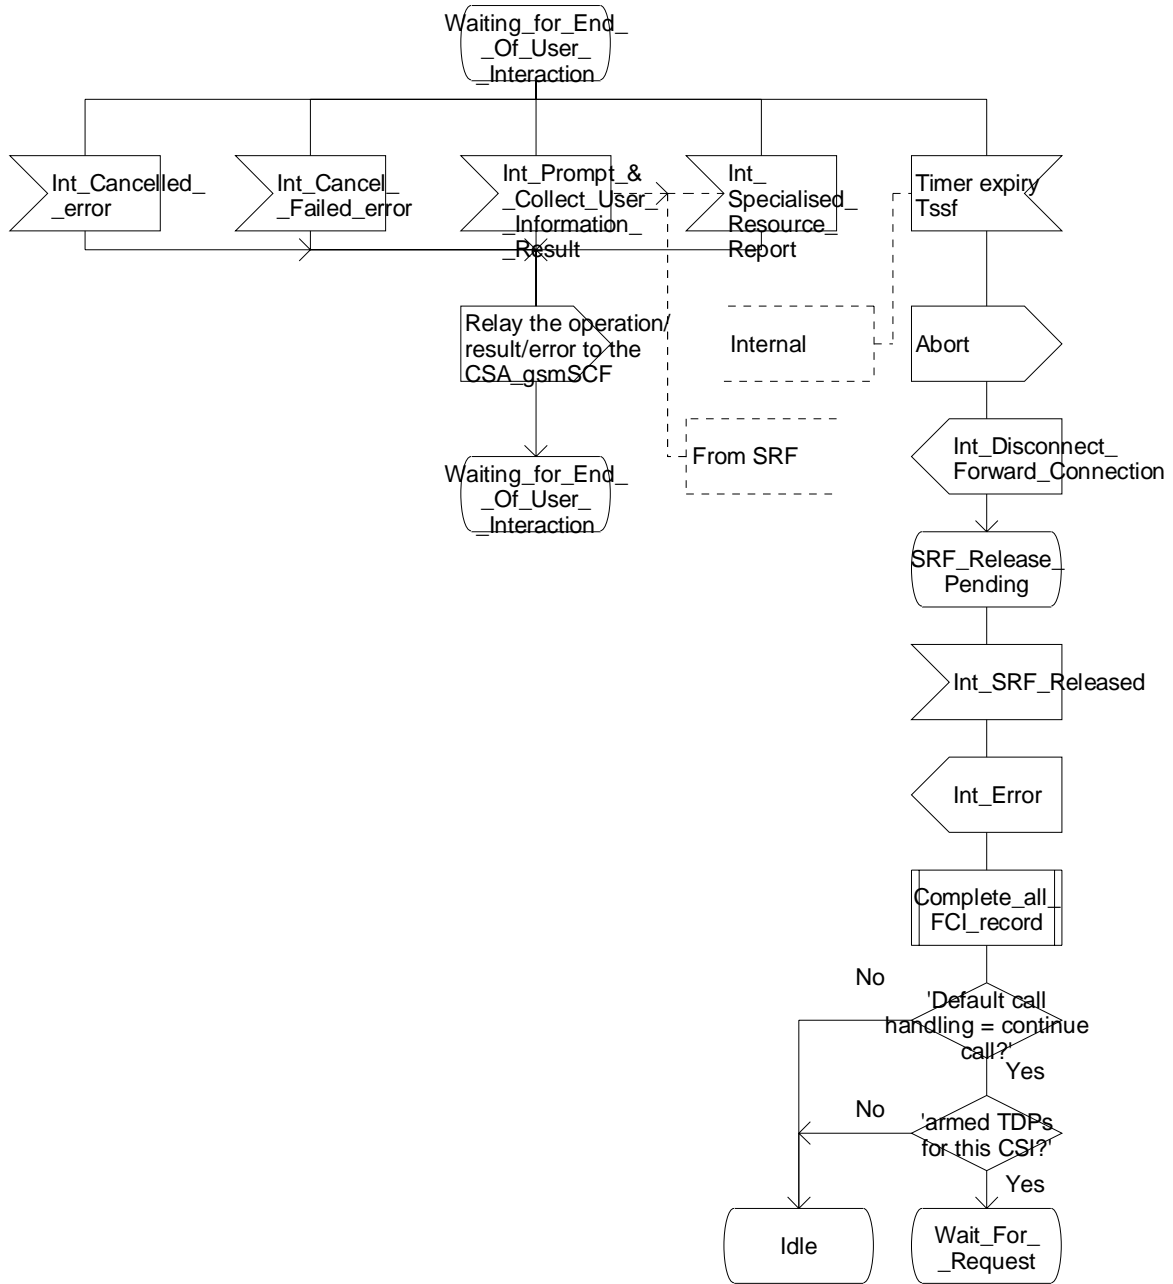 Waiting_for_End_
_Of_User_
_Interaction
Int_Cancelled_
_error
Int_Cancel_
_Failed_error
Int_Prompt_&
_Collect_User_
_Information_
_Result
Int_
Specialised_
Resource_
Report
Timer expiry
Tssf
Relay the operation/
result/error to the
CSA_gsmSCF
Internal
Abort
Waiting_for_End_
_Of_User_
_Interaction
From SRF
Int_Disconnect_
Forward_Connection
SRF_Release_
Pending
Int_SRF_Released
Int_Error
Complete_all_
FCI_record
No
'Default call
handling = continue
call?'
Yes
No
'armed TDPs
for this CSI?'
Yes
Idle
Wait_For_
_Request